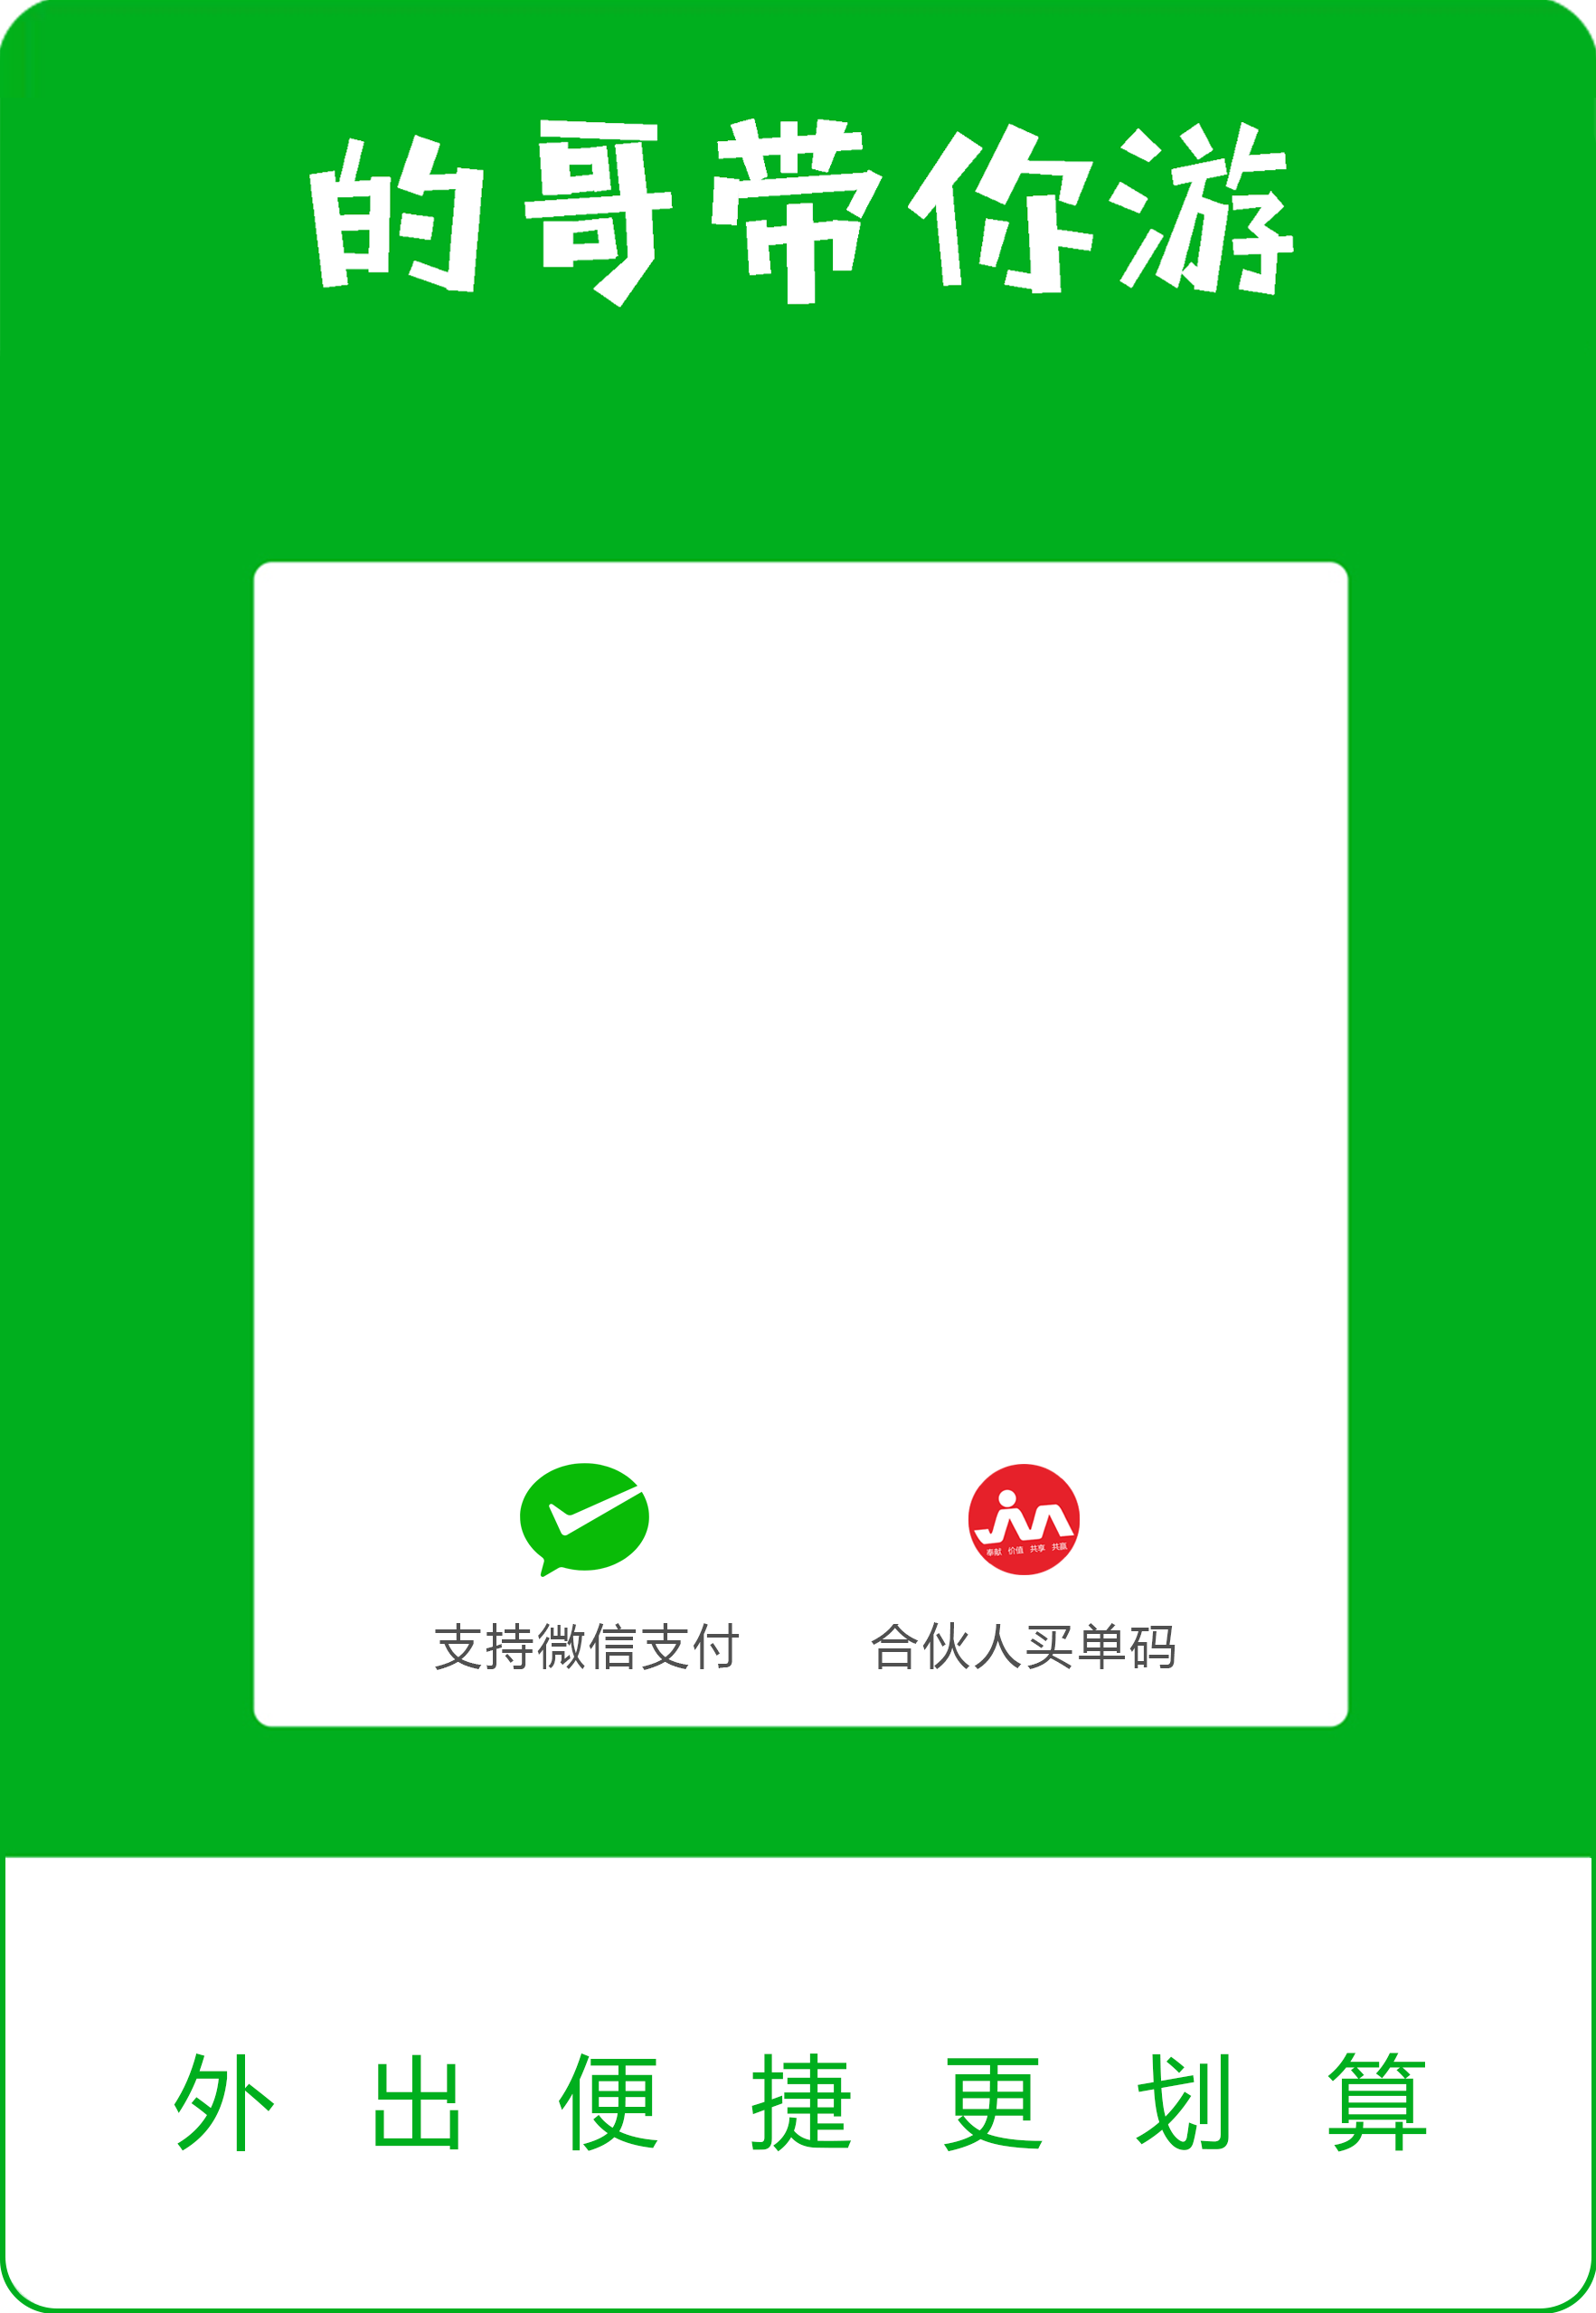 的哥带你游
奉献 价值 共享 共赢
支持微信支付 合伙人买单码
外出便捷更划算